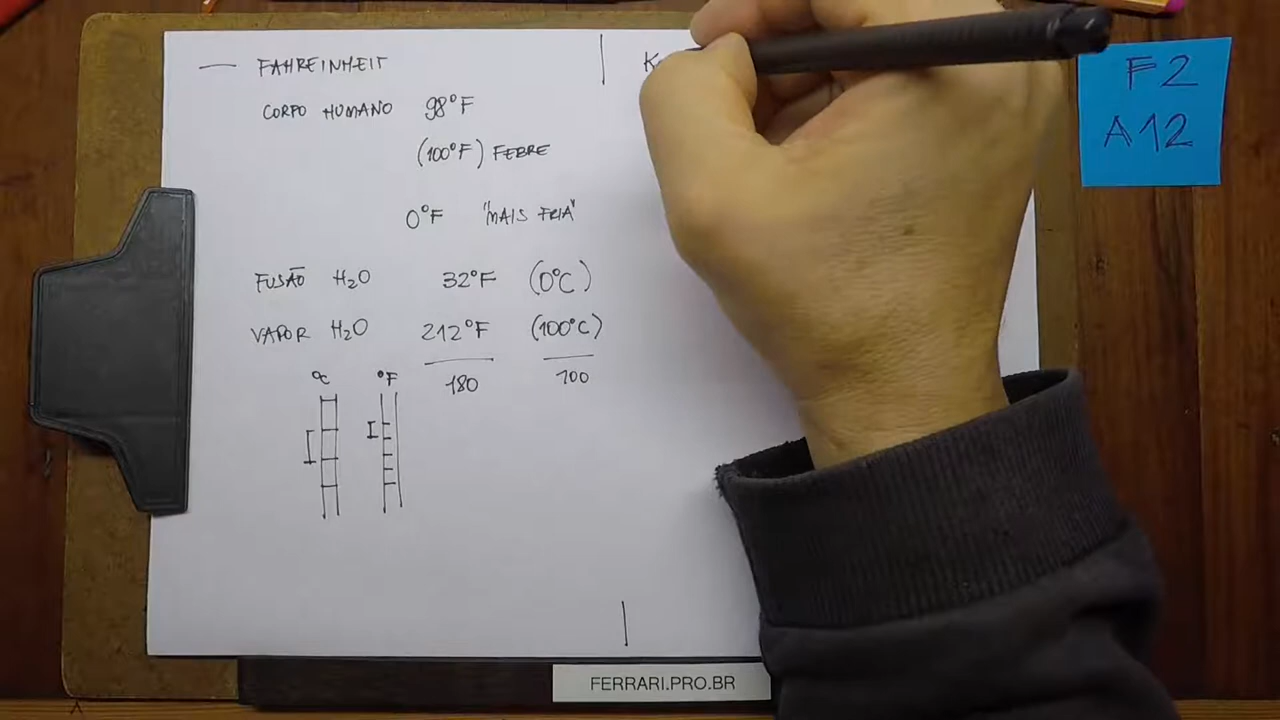 FAHREINHEIT
CORPO HUMANO 98°F
(100°F) FEBRE
0°F "MAIS FRIA"
FUSÃO H₂O 32°F (0°C)
VAPOR H₂O 212°F (100°C)
180 100
°C °F
K
F2
A12
FERRARI.PRO.BR